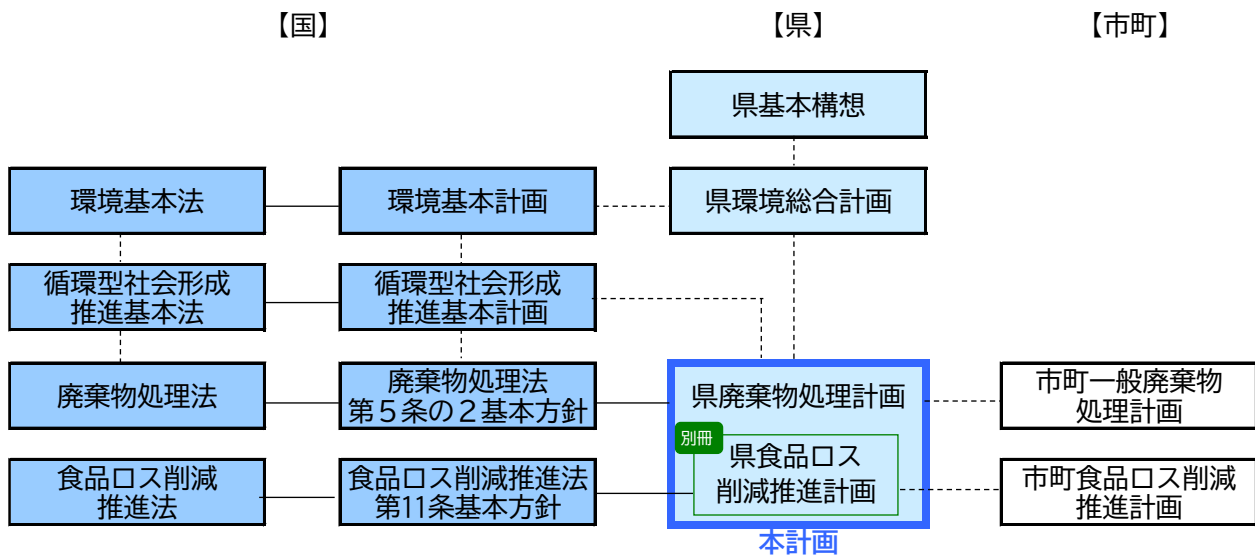 【国】
【県】
【市町】
県基本構想
環境基本法
環境基本計画
県環境総合計画
循環型社会形成
推進基本法
循環型社会形成
推進基本計画
廃棄物処理法
廃棄物処理法
第５条の２基本方針
県廃棄物処理計画
市町一般廃棄物
処理計画
別冊
県食品ロス
削減推進計画
食品ロス削減
推進法
食品ロス削減推進法
第11条基本方針
市町食品ロス削減
推進計画
本計画